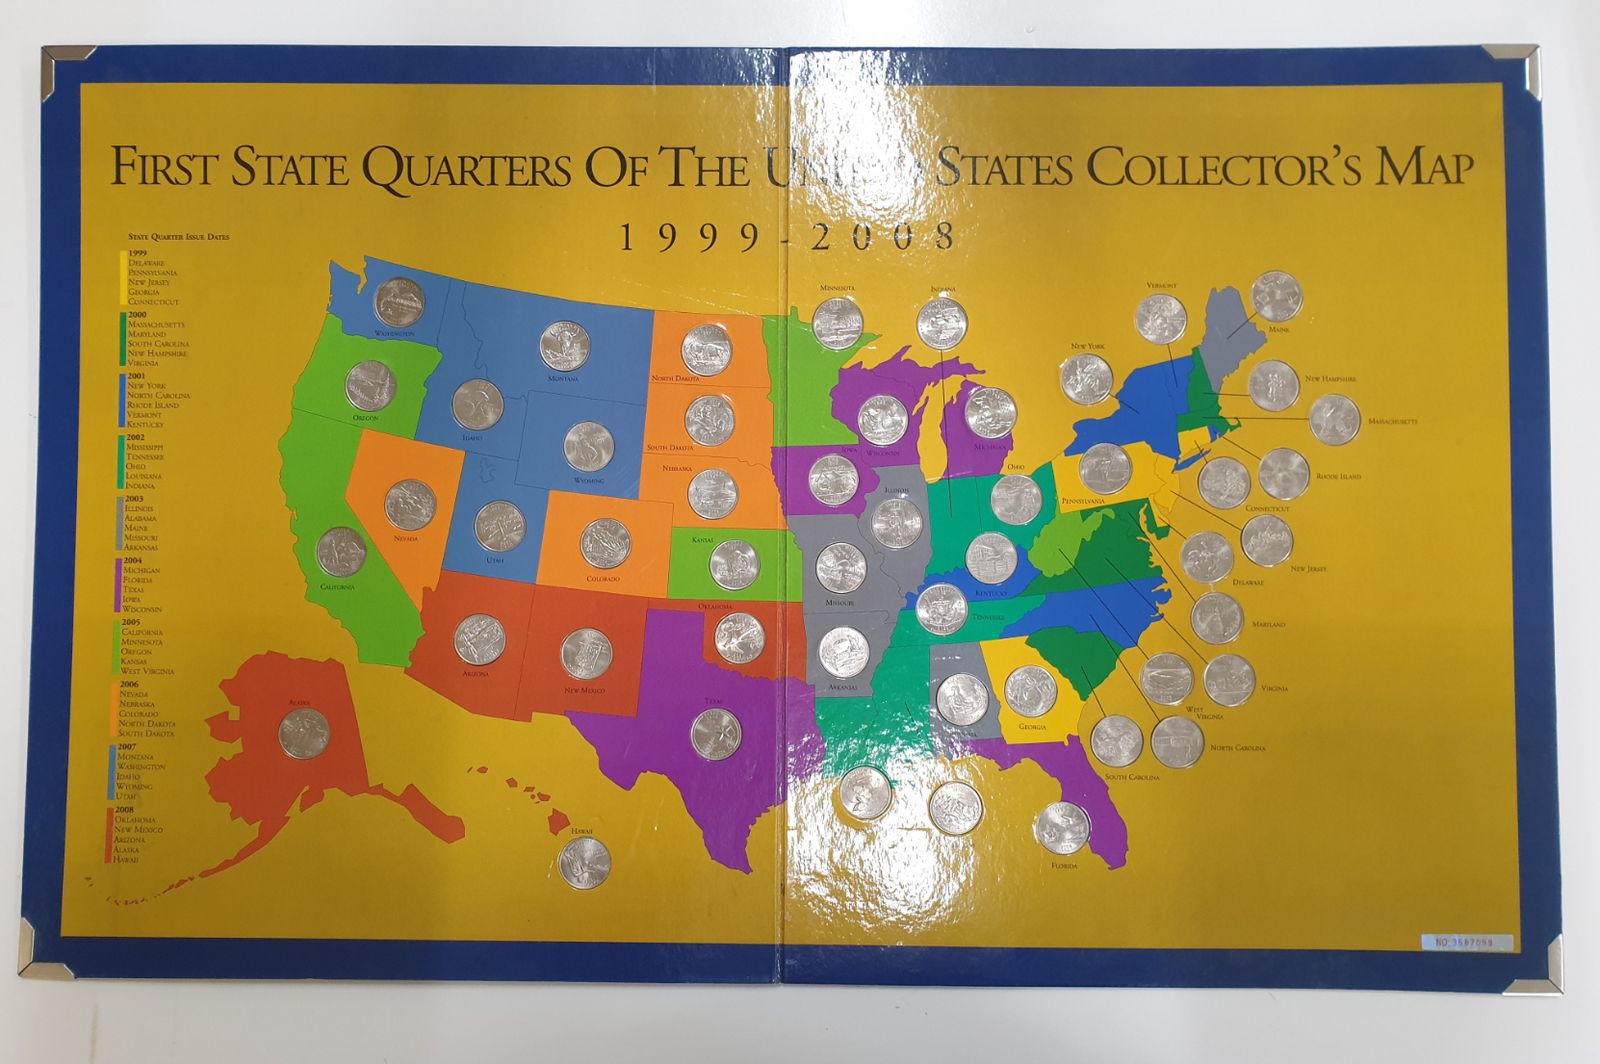 FIRST STATE QUARTERS OF THE UNITED STATES COLLECTOR'S MAP
1999-2008
STATE QUARTER ISSUE DATES
1999
DELAWARE
PENNSYLVANIA
NEW JERSEY
GEORGIA
CONNECTICUT
2000
MASSACHUSETTS
MARYLAND
SOUTH CAROLINA
NEW HAMPSHIRE
VIRGINIA
2001
NEW YORK
NORTH CAROLINA
RHODE ISLAND
VERMONT
KENTUCKY
2002
MISSISSIPPI
TENNESSEE
OHIO
LOUISIANA
INDIANA
2003
ILLINOIS
ALABAMA
MAINE
MISSOURI
ARKANSAS
2004
MICHIGAN
FLORIDA
TEXAS
IOWA
WISCONSIN
2005
CALIFORNIA
MINNESOTA
OREGON
KANSAS
WEST VIRGINIA
2006
NEVADA
NEBRASKA
COLORADO
NORTH DAKOTA
SOUTH DAKOTA
2007
MONTANA
WASHINGTON
IDAHO
WYOMING
UTAH
2008
OKLAHOMA
NEW MEXICO
ARIZONA
ALASKA
HAWAII
WASHINGTON
MONTANA
NORTH DAKOTA
MINNESOTA
INDIANA
VERMONT
MAINE
OREGON
IDAHO
WYOMING
SOUTH DAKOTA
NEBRASKA
IOWA
WISCONSIN
MICHIGAN
NEW YORK
NEW HAMPSHIRE
MASSACHUSETTS
RHODE ISLAND
CONNECTICUT
PENNSYLVANIA
OHIO
ILLINOIS
NEVADA
UTAH
COLORADO
KANSAS
MISSOURI
KENTUCKY
DELAWARE
NEW JERSEY
MARYLAND
CALIFORNIA
ARIZONA
NEW MEXICO
OKLAHOMA
ARKANSAS
TENNESSEE
VIRGINIA
WEST
VIRGINIA
NORTH CAROLINA
SOUTH CAROLINA
GEORGIA
TEXAS
ALASKA
HAWAII
FLORIDA
NO: 3587099